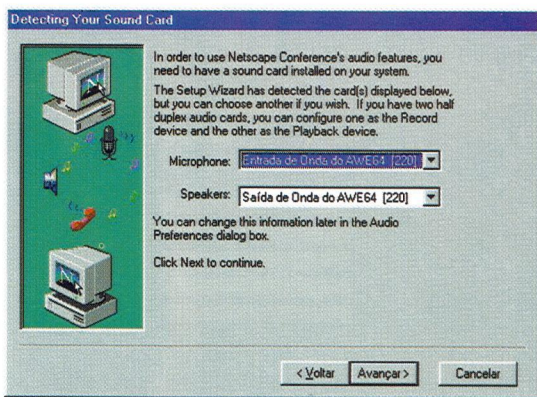 Detecting Your Sound Card
In order to use Netscape Conference's audio features, you
need to have a sound card installed on your system.
The Setup Wizard has detected the card(s) displayed below,
but you can choose another if you wish. If you have two half
duplex audio cards, you can configure one as the Record
device and the other as the Playback device.
Microphone: Entrada de Onda do AWE64 [220]
Speakers: Saída de Onda do AWE64 [220]
You can change this information later in the Audio
Preferences dialog box.
Click Next to continue.
< Voltar Avançar > Cancelar